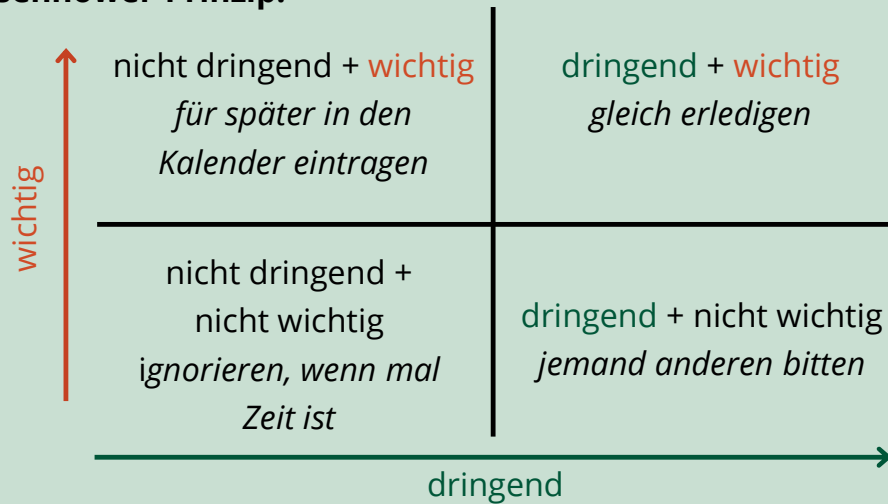 nicht dringend + wichtig
für später in den
Kalender eintragen
dringend + wichtig
gleich erledigen
wichtig
nicht dringend +
nicht wichtig
ignorieren, wenn mal
Zeit ist
dringend + nicht wichtig
jemand anderen bitten
dringend